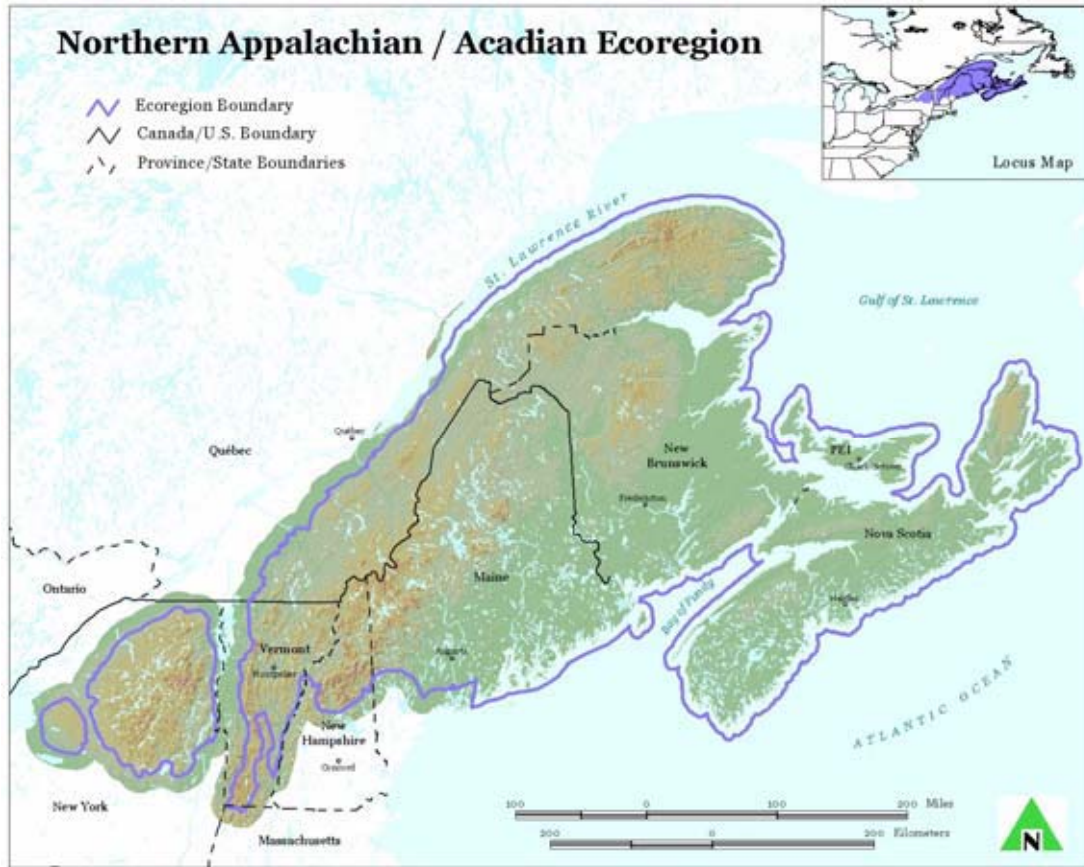 Northern Appalachian / Acadian Ecoregion
Ecoregion Boundary
Canada/U.S. Boundary
Province/State Boundaries
Locus Map
St. Lawrence River
Gulf of St. Lawrence
Québec
Québec
New
Brunswick
PEI
Fredericton
Nova Scotia
Ontario
Maine
Halifax
Bay of Fundy
Vermont
Montpelier
Augusta
ATLANTIC OCEAN
New
Hampshire
Concord
New York
Massachusetts
100 0 100 200 Miles
200 0 200 Kilometers
N